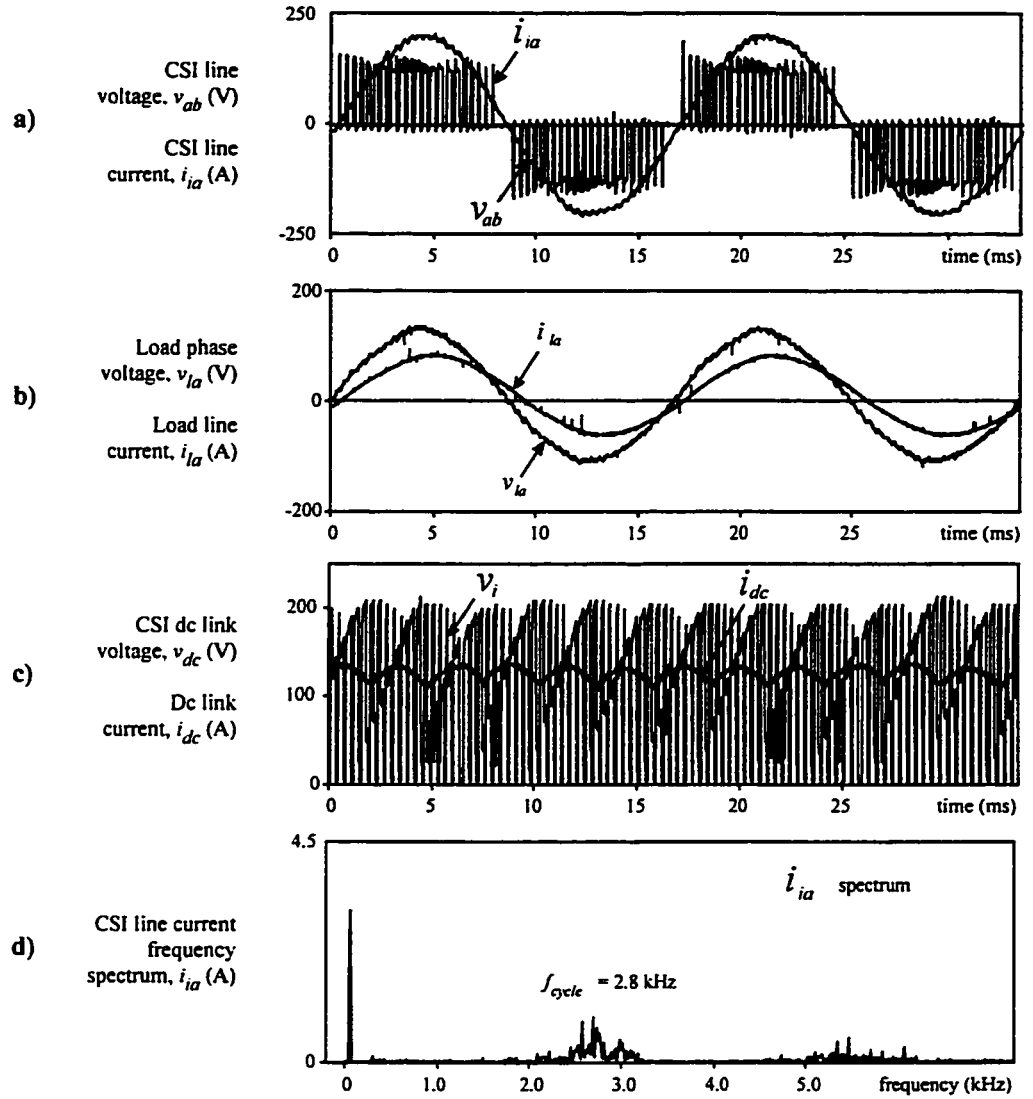 a)
CSI line
voltage, v_ab (V)
CSI line
current, i_ia (A)
250
0
-250
i_ia
v_ab
0 5 10 15 20 25 time (ms)
b)
Load phase
voltage, v_la (V)
Load line
current, i_la (A)
200
0
-200
i_la
v_la
0 5 10 15 20 25 time (ms)
c)
CSI dc link
voltage, v_dc (V)
Dc link
current, i_dc (A)
200
100
0
v_i
i_dc
0 5 10 15 20 25 time (ms)
d)
CSI line current
frequency
spectrum, i_ia (A)
4.5
0
i_ia spectrum
f_cycle = 2.8 kHz
0 1.0 2.0 3.0 4.0 5.0 frequency (kHz)